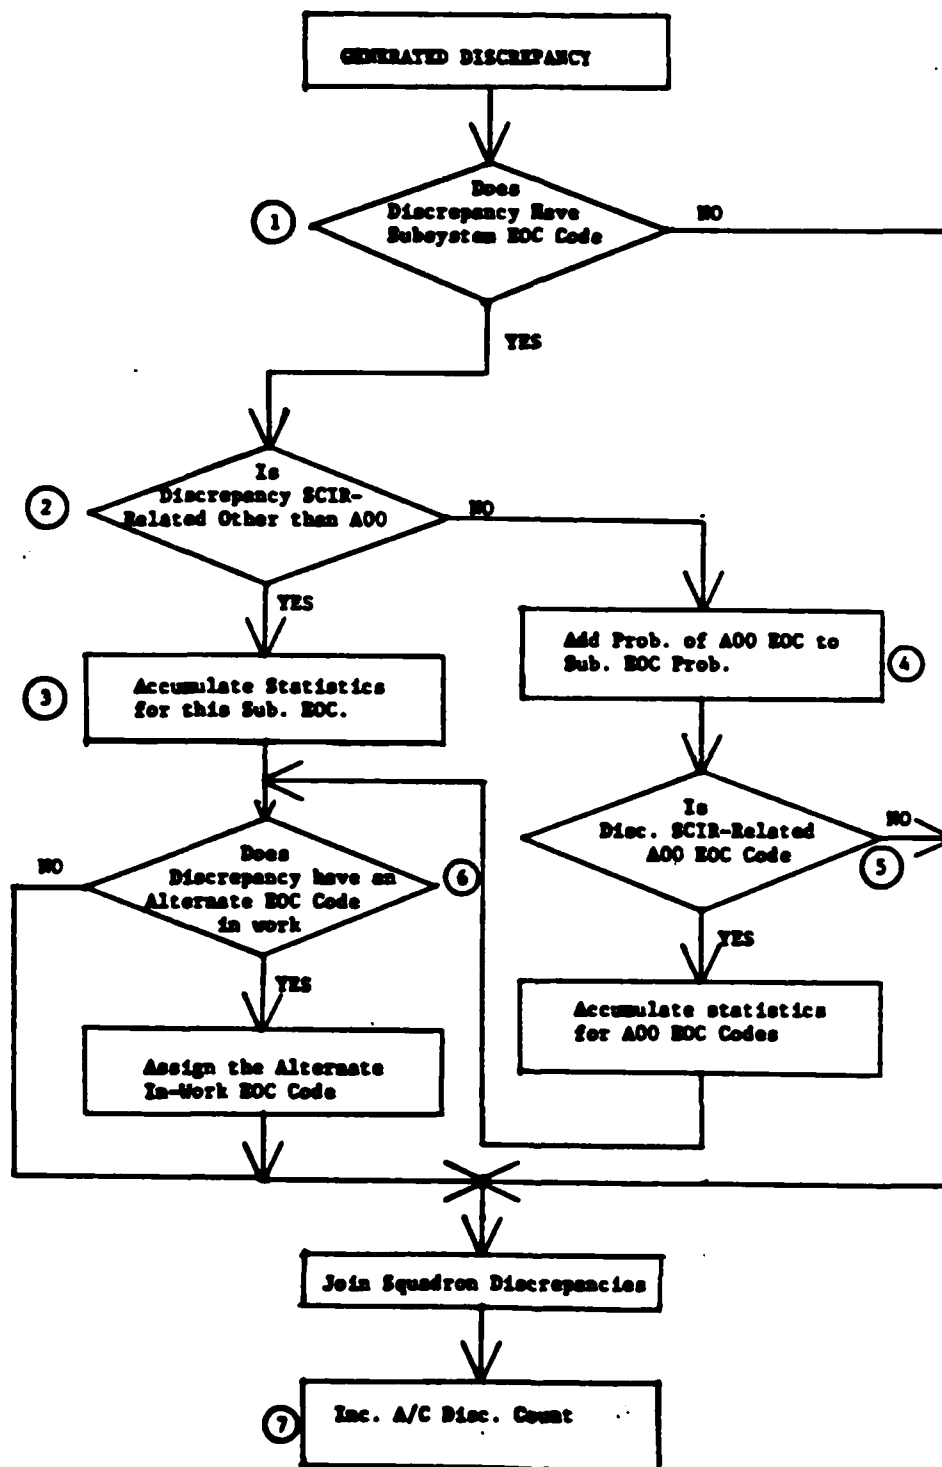 GENERATED DISCREPANCY
1
Does
Discrepancy Have
Subsystem EOC Code
NO
YES
2
Is
Discrepancy SCIR-
Related Other than A00
NO
YES
3
Accumulate Statistics
for this Sub. EOC.
Add Prob. of A00 EOC to
Sub. EOC Prob.
4
Is
Disc. SCIR-Related
A00 EOC Code
NO
5
YES
Accumulate statistics
for A00 EOC Codes
NO
Does
Discrepancy have an
Alternate EOC Code
in work
6
YES
Assign the Alternate
In-Work EOC Code
Join Squadron Discrepancies
7
Inc. A/C Disc. Count